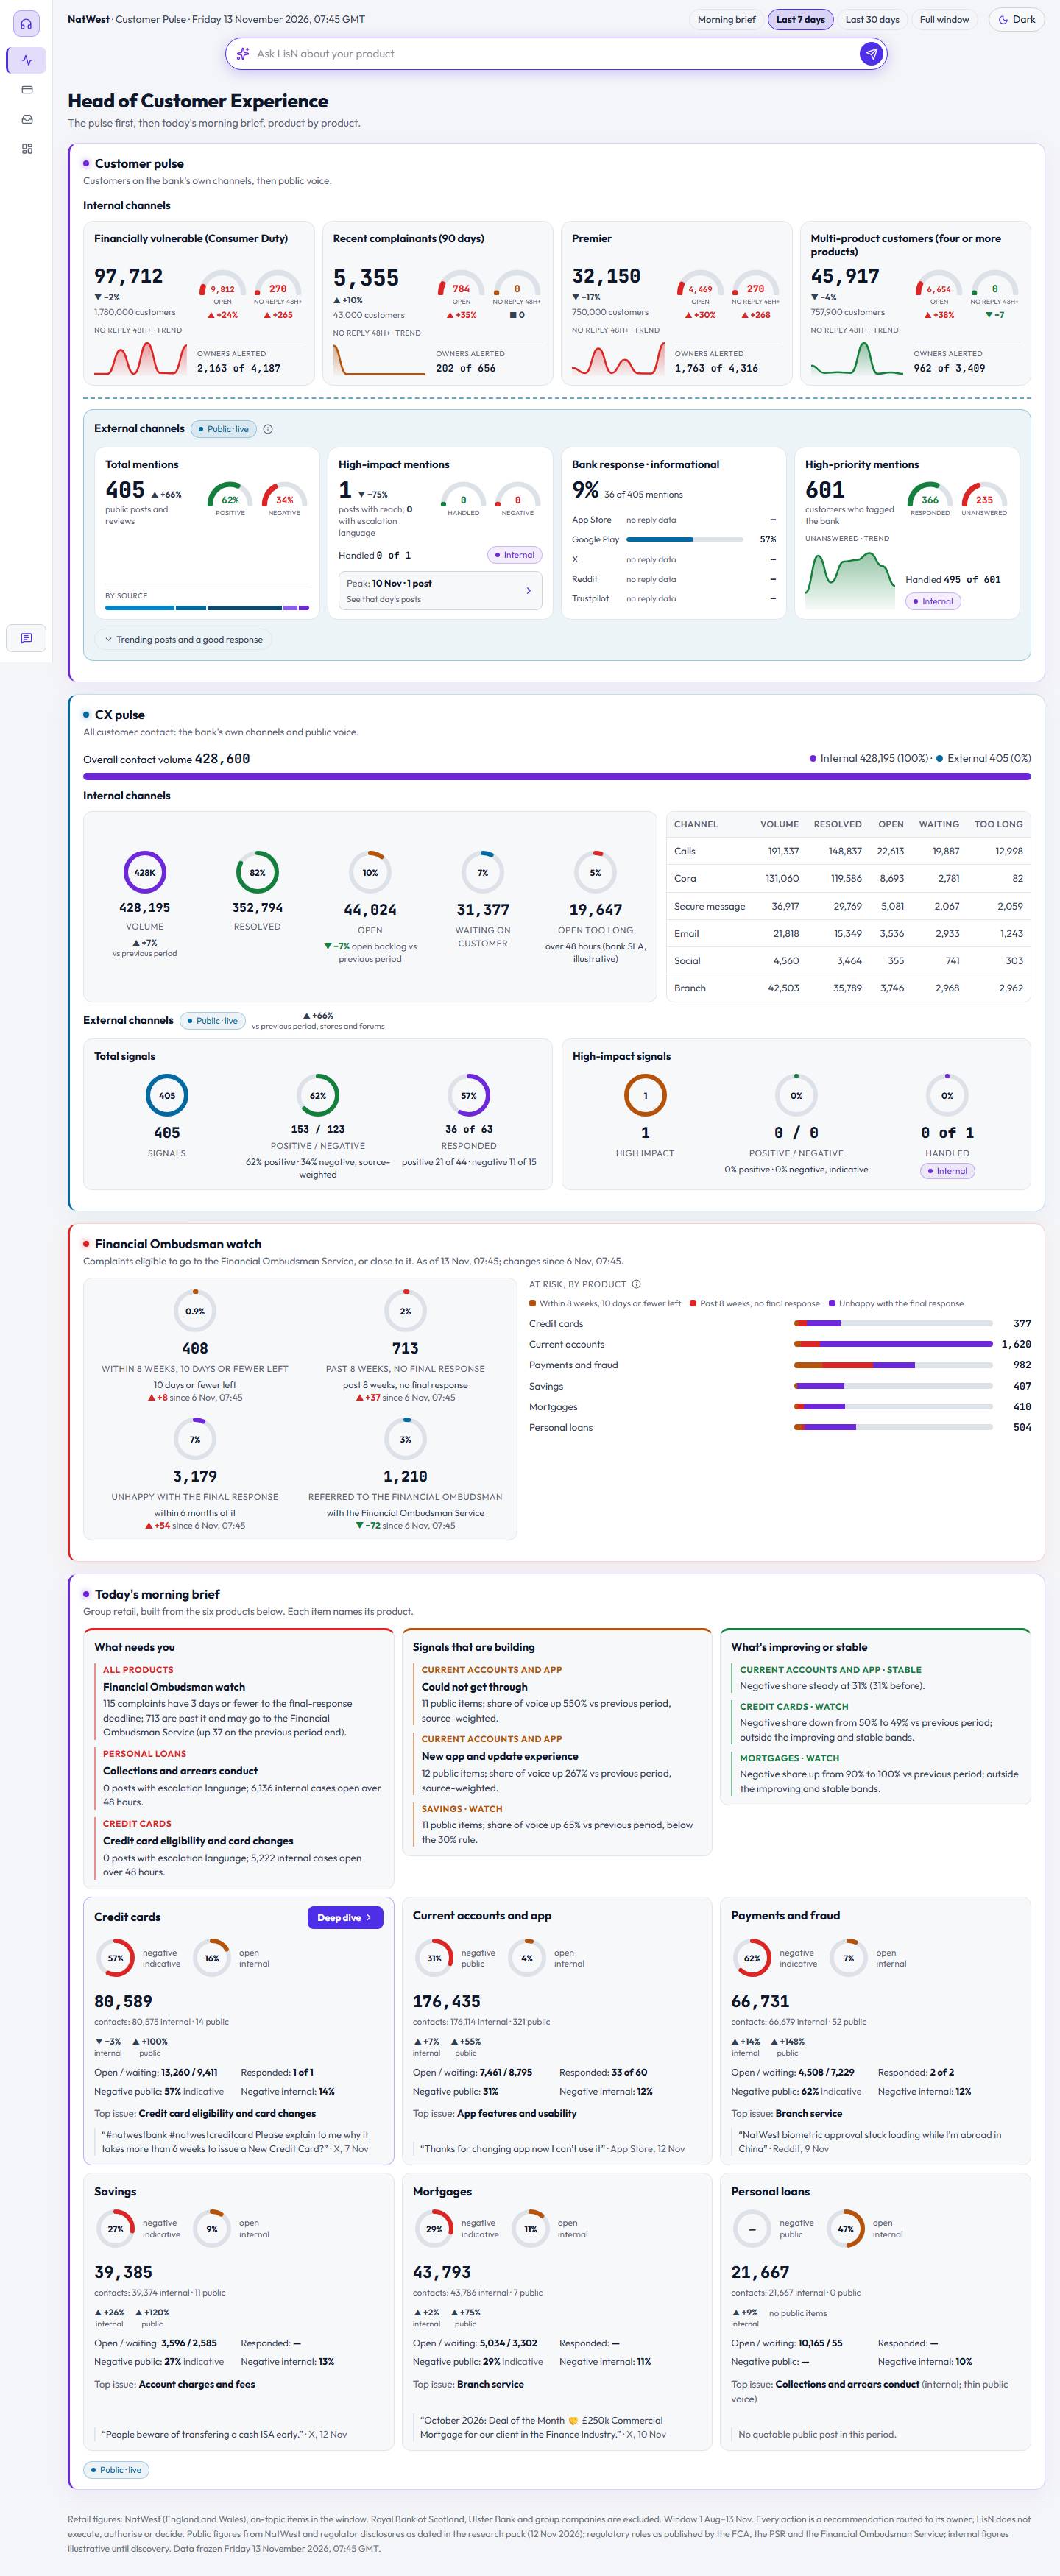 NatWest · Customer Pulse · Friday 13 November 2026, 07:45 GMT
Morning brief
Last 7 days
Last 30 days
Full window
Dark
Ask LisN about your product
Head of Customer Experience
The pulse first, then today's morning brief, product by product.
Customer pulse
Customers on the bank's own channels, then public voice.
Internal channels
Financially vulnerable (Consumer Duty)
97,712
▼ −2%
1,780,000 customers
9,812
OPEN
▲ +24%
270
NO REPLY 48H+
▲ +265
NO REPLY 48H+ · TREND
OWNERS ALERTED
2,163 of 4,187
Recent complainants (90 days)
5,355
▲ +10%
43,000 customers
784
OPEN
▲ +35%
0
NO REPLY 48H+
■ 0
NO REPLY 48H+ · TREND
OWNERS ALERTED
202 of 656
Premier
32,150
▼ −17%
750,000 customers
4,469
OPEN
▲ +30%
270
NO REPLY 48H+
▲ +268
NO REPLY 48H+ · TREND
OWNERS ALERTED
1,763 of 4,316
Multi-product customers (four or more
products)
45,917
▼ −4%
757,900 customers
6,654
OPEN
▲ +38%
0
NO REPLY 48H+
▼ −7
NO REPLY 48H+ · TREND
OWNERS ALERTED
962 of 3,409
External channels
Public · live
Total mentions
405 ▲ +66%
public posts and
reviews
62%
POSITIVE
34%
NEGATIVE
BY SOURCE
High-impact mentions
1 ▼ −75%
posts with reach; 0
with escalation
language
0
HANDLED
0
NEGATIVE
Handled 0 of 1
Internal
Peak: 10 Nov · 1 post
See that day's posts
Bank response · informational
9% 36 of 405 mentions
App Store no reply data –
Google Play 57%
X no reply data –
Reddit no reply data –
Trustpilot no reply data –
High-priority mentions
601
customers who tagged
the bank
366
RESPONDED
235
UNANSWERED
UNANSWERED · TREND
Handled 495 of 601
Internal
Trending posts and a good response
CX pulse
All customer contact: the bank's own channels and public voice.
Overall contact volume 428,600
Internal 428,195 (100%) · External 405 (0%)
Internal channels
428K
428,195
VOLUME
▲ +7%
vs previous period
82%
352,794
RESOLVED
10%
44,024
OPEN
▼ −7% open backlog vs
previous period
7%
31,377
WAITING ON
CUSTOMER
5%
19,647
OPEN TOO LONG
over 48 hours (bank SLA,
illustrative)
CHANNEL VOLUME RESOLVED OPEN WAITING TOO LONG
Calls 191,337 148,837 22,613 19,887 12,998
Cora 131,060 119,586 8,693 2,781 82
Secure message 36,917 29,769 5,081 2,067 2,059
Email 21,818 15,349 3,536 2,933 1,243
Social 4,560 3,464 355 741 303
Branch 42,503 35,789 3,746 2,968 2,962
External channels
Public · live
▲ +66%
vs previous period, stores and forums
Total signals
405
405
SIGNALS
62%
153 / 123
POSITIVE / NEGATIVE
62% positive · 34% negative, source-
weighted
57%
36 of 63
RESPONDED
positive 21 of 44 · negative 11 of 15
High-impact signals
1
1
HIGH IMPACT
0%
0 / 0
POSITIVE / NEGATIVE
0% positive · 0% negative, indicative
0%
0 of 1
HANDLED
Internal
Financial Ombudsman watch
Complaints eligible to go to the Financial Ombudsman Service, or close to it. As of 13 Nov, 07:45; changes since 6 Nov, 07:45.
0.9%
408
WITHIN 8 WEEKS, 10 DAYS OR FEWER LEFT
10 days or fewer left
▲ +8 since 6 Nov, 07:45
2%
713
PAST 8 WEEKS, NO FINAL RESPONSE
past 8 weeks, no final response
▲ +37 since 6 Nov, 07:45
7%
3,179
UNHAPPY WITH THE FINAL RESPONSE
within 6 months of it
▲ +54 since 6 Nov, 07:45
3%
1,210
REFERRED TO THE FINANCIAL OMBUDSMAN
with the Financial Ombudsman Service
▼ −72 since 6 Nov, 07:45
AT RISK, BY PRODUCT
Within 8 weeks, 10 days or fewer left Past 8 weeks, no final response Unhappy with the final response
Credit cards 377
Current accounts 1,620
Payments and fraud 982
Savings 407
Mortgages 410
Personal loans 504
Today's morning brief
Group retail, built from the six products below. Each item names its product.
What needs you
ALL PRODUCTS
Financial Ombudsman watch
115 complaints have 3 days or fewer to the final-response
deadline; 713 are past it and may go to the Financial
Ombudsman Service (up 37 on the previous period end).
PERSONAL LOANS
Collections and arrears conduct
0 posts with escalation language; 6,136 internal cases open over
48 hours.
CREDIT CARDS
Credit card eligibility and card changes
0 posts with escalation language; 5,222 internal cases open
over 48 hours.
Signals that are building
CURRENT ACCOUNTS AND APP
Could not get through
11 public items; share of voice up 550% vs previous period,
source-weighted.
CURRENT ACCOUNTS AND APP
New app and update experience
12 public items; share of voice up 267% vs previous period,
source-weighted.
SAVINGS · WATCH
11 public items; share of voice up 65% vs previous period, below
the 30% rule.
What's improving or stable
CURRENT ACCOUNTS AND APP · STABLE
Negative share steady at 31% (31% before).
CREDIT CARDS · WATCH
Negative share down from 50% to 49% vs previous period;
outside the improving and stable bands.
MORTGAGES · WATCH
Negative share up from 90% to 100% vs previous period; outside
the improving and stable bands.
Credit cards
Deep dive
57%
negative
indicative
16%
open
internal
80,589
contacts: 80,575 internal · 14 public
▼ −3%
internal
▲ +100%
public
Open / waiting: 13,260 / 9,411 Responded: 1 of 1
Negative public: 57% indicative Negative internal: 14%
Top issue: Credit card eligibility and card changes
“#natwestbank #natwestcreditcard Please explain to me why it
takes more than 6 weeks to issue a New Credit Card?” · X, 7 Nov
Current accounts and app
31%
negative
public
4%
open
internal
176,435
contacts: 176,114 internal · 321 public
▲ +7%
internal
▲ +55%
public
Open / waiting: 7,461 / 8,795 Responded: 33 of 60
Negative public: 31% Negative internal: 12%
Top issue: App features and usability
“Thanks for changing app now I can't use it” · App Store, 12 Nov
Payments and fraud
62%
negative
indicative
7%
open
internal
66,731
contacts: 66,679 internal · 52 public
▲ +14%
internal
▲ +148%
public
Open / waiting: 4,508 / 7,229 Responded: 2 of 2
Negative public: 62% indicative Negative internal: 12%
Top issue: Branch service
“NatWest biometric approval stuck loading while I'm abroad in
China” · Reddit, 9 Nov
Savings
27%
negative
indicative
9%
open
internal
39,385
contacts: 39,374 internal · 11 public
▲ +26%
internal
▲ +120%
public
Open / waiting: 3,596 / 2,585 Responded: –
Negative public: 27% indicative Negative internal: 13%
Top issue: Account charges and fees
“People beware of transfering a cash ISA early.” · X, 12 Nov
Mortgages
29%
negative
indicative
11%
open
internal
43,793
contacts: 43,786 internal · 7 public
▲ +2%
internal
▲ +75%
public
Open / waiting: 5,034 / 3,302 Responded: –
Negative public: 29% indicative Negative internal: 11%
Top issue: Branch service
“October 2026: Deal of the Month £250k Commercial
Mortgage for our client in the Finance Industry.” · X, 10 Nov
Personal loans
–
negative
public
47%
open
internal
21,667
contacts: 21,667 internal · 0 public
▲ +9%
internal
no public items
Open / waiting: 10,165 / 55 Responded: –
Negative public: – Negative internal: 10%
Top issue: Collections and arrears conduct (internal; thin public
voice)
No quotable public post in this period.
Public · live
Retail figures: NatWest (England and Wales), on-topic items in the window. Royal Bank of Scotland, Ulster Bank and group companies are excluded. Window 1 Aug–13 Nov. Every action is a recommendation routed to its owner; LisN does not
execute, authorise or decide. Public figures from NatWest and regulator disclosures as dated in the research pack (12 Nov 2026); regulatory rules as published by the FCA, the PSR and the Financial Ombudsman Service; internal figures
illustrative until discovery. Data frozen Friday 13 November 2026, 07:45 GMT.